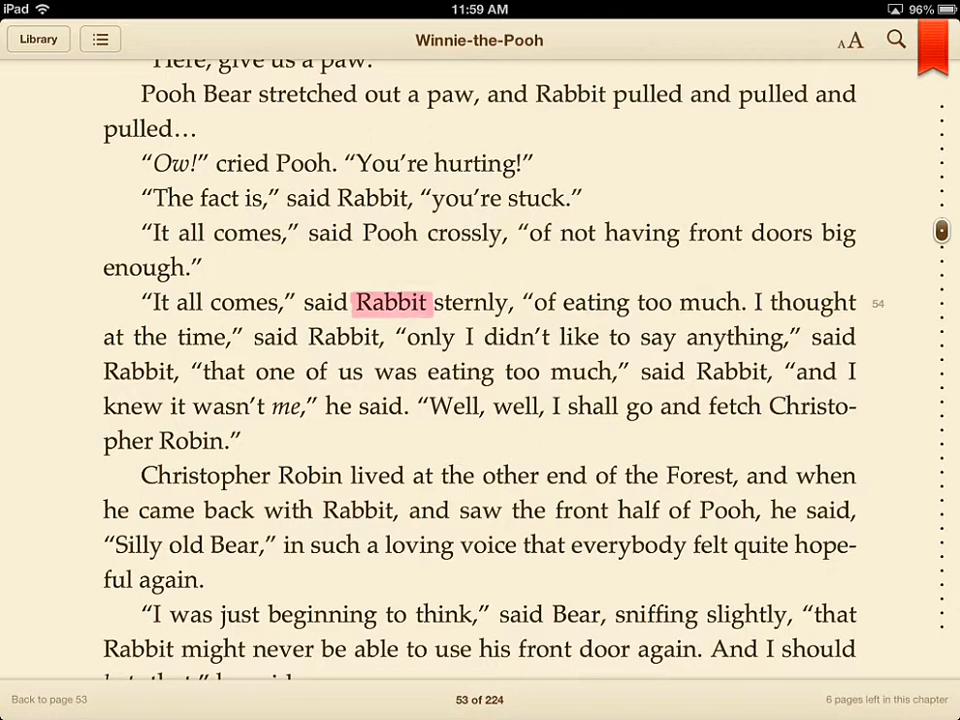 iPad 11:59 AM 96%
Library Winnie-the-Pooh AA
“Here, give us a paw.”
Pooh Bear stretched out a paw, and Rabbit pulled and pulled and
pulled…
“Ow!” cried Pooh. “You’re hurting!”
“The fact is,” said Rabbit, “you’re stuck.”
“It all comes,” said Pooh crossly, “of not having front doors big
enough.”
“It all comes,” said Rabbit sternly, “of eating too much. I thought 54
at the time,” said Rabbit, “only I didn’t like to say anything,” said
Rabbit, “that one of us was eating too much,” said Rabbit, “and I
knew it wasn’t me,” he said. “Well, well, I shall go and fetch Christo-
pher Robin.”
Christopher Robin lived at the other end of the Forest, and when
he came back with Rabbit, and saw the front half of Pooh, he said,
“Silly old Bear,” in such a loving voice that everybody felt quite hope-
ful again.
“I was just beginning to think,” said Bear, sniffing slightly, “that
Rabbit might never be able to use his front door again. And I should
Back to page 53 53 of 224 6 pages left in this chapter